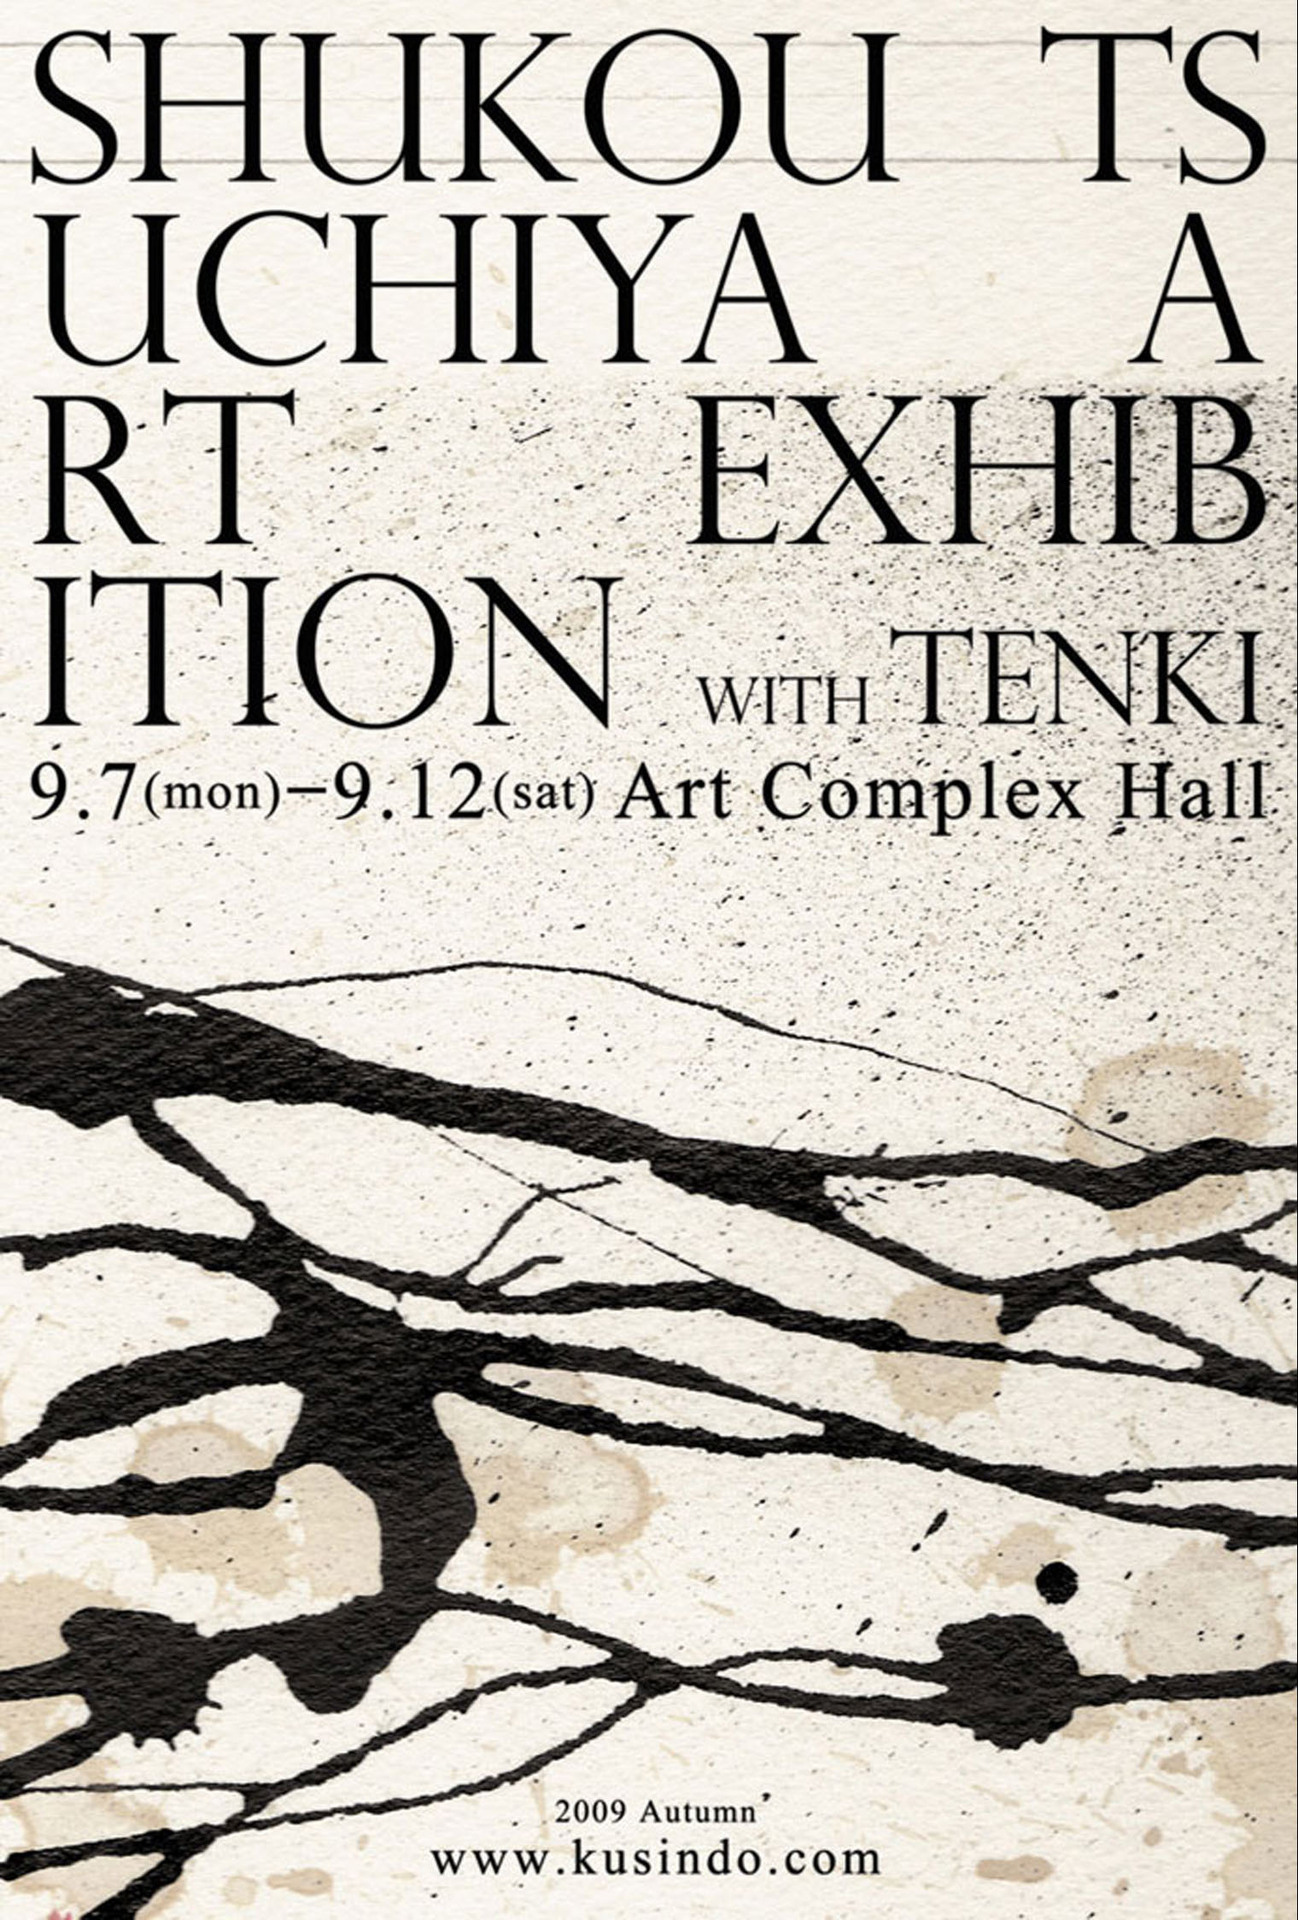 SHUKOU TS
UCHIYA A
RT EXHIB
ITION WITH TENKI
9.7(mon)–9.12(sat) Art Complex Hall
2009 Autumn
www.kusindo.com